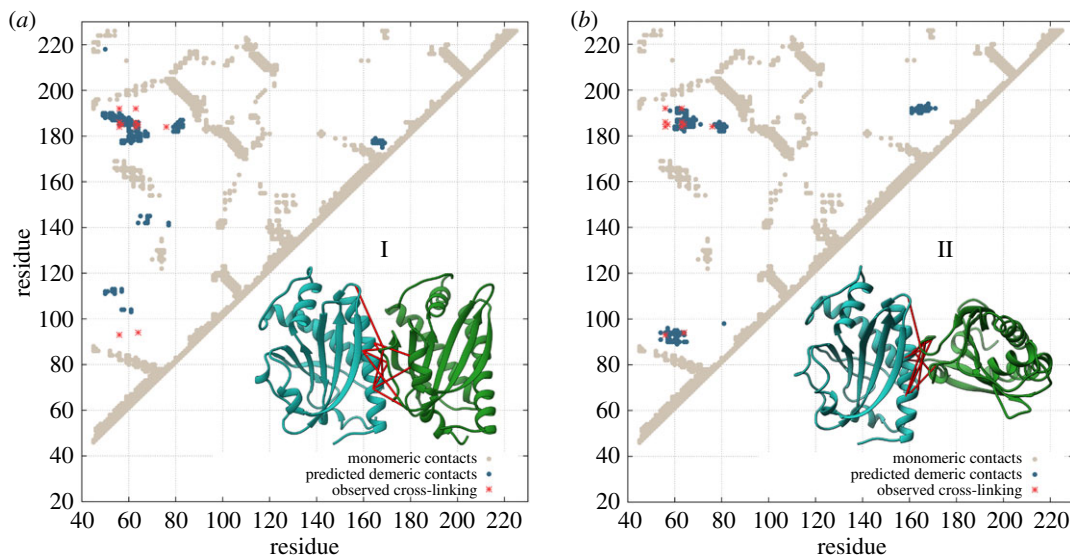 (a)
220
200
180
160
140
120
100
80
60
40
20
residue
I
monomeric contacts
predicted demeric contacts
observed cross-linking
40 60 80 100 120 140 160 180 200 220
residue
(b)
220
200
180
160
140
120
100
80
60
40
20
II
monomeric contacts
predicted demeric contacts
observed cross-linking
40 60 80 100 120 140 160 180 200 220
residue